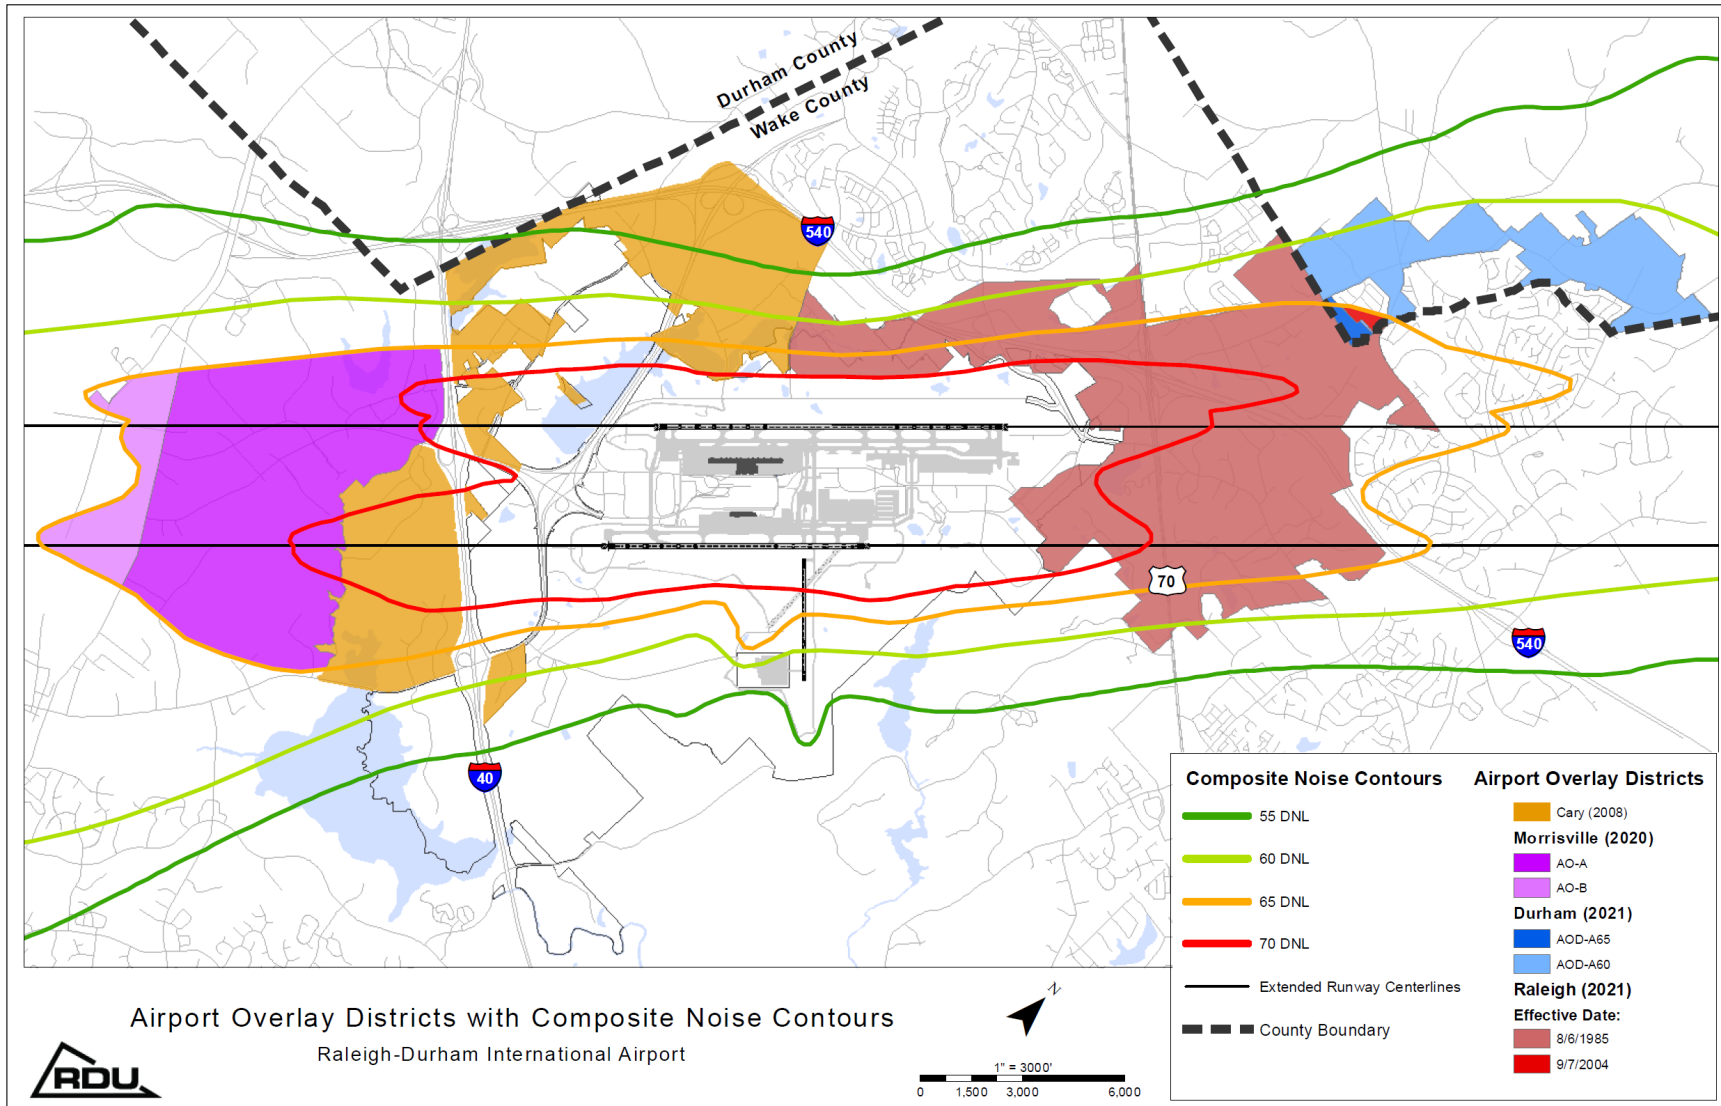 Durham County
Wake County
540
70
540
40
Composite Noise Contours
55 DNL
60 DNL
65 DNL
70 DNL
Extended Runway Centerlines
County Boundary
Airport Overlay Districts
Cary (2008)
Morrisville (2020)
AO-A
AO-B
Durham (2021)
AOD-A65
AOD-A60
Raleigh (2021)
Effective Date:
8/6/1985
9/7/2004
Airport Overlay Districts with Composite Noise Contours
Raleigh-Durham International Airport
RDU
N
1" = 3000'
0 1,500 3,000 6,000